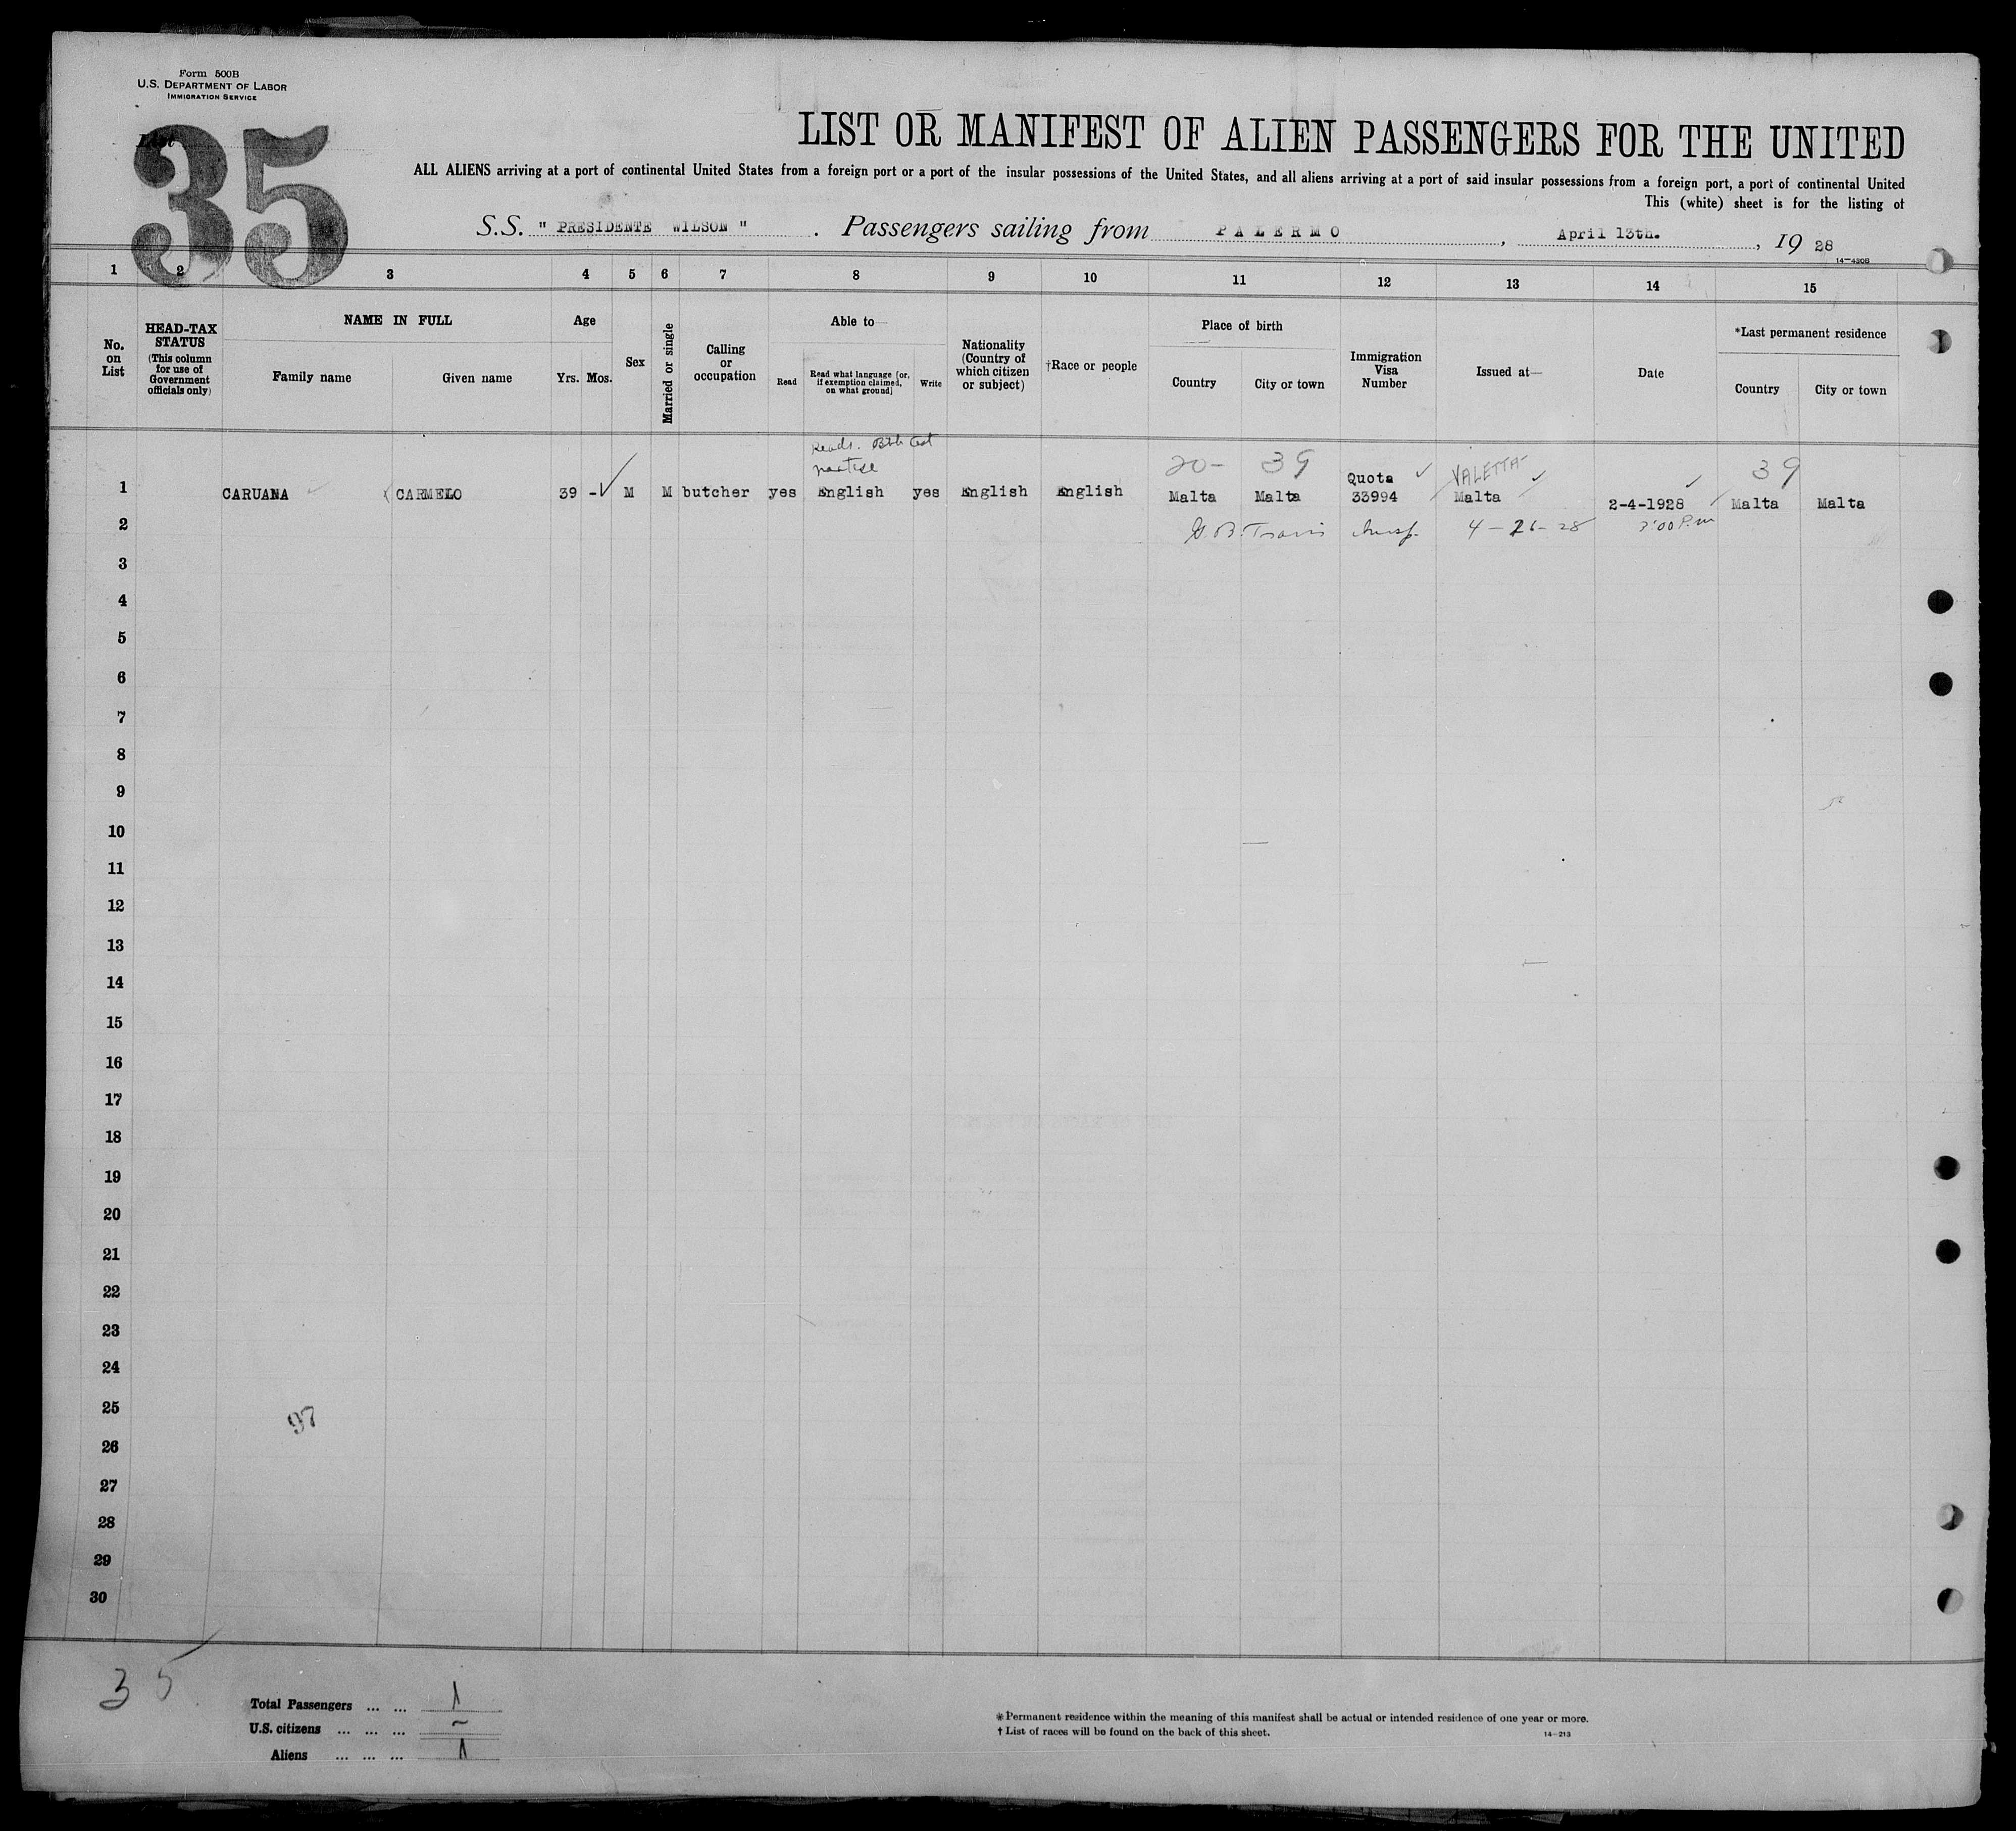 Form 500B
U.S. DEPARTMENT OF LABOR
IMMIGRATION SERVICE
List
35
LIST OR MANIFEST OF ALIEN PASSENGERS FOR THE UNITED
ALL ALIENS arriving at a port of continental United States from a foreign port or a port of the insular possessions of the United States, and all aliens arriving at a port of said insular possessions from a foreign port, a port of continental United
This (white) sheet is for the listing of
S.S. " PRESIDENTE WILSON " . Passengers sailing from PALERMO , April 13th. , 19 28
14-4308
1 2 3 4 5 6 7 8 9 10 11 12 13 14 15
No. on List
HEAD-TAX STATUS (This column for use of Government officials only)
NAME IN FULL
Family name
Given name
Age
Yrs. Mos.
Sex
Married or single
Calling or occupation
Able to—
Read
Read what language [or, if exemption claimed, on what ground]
Write
Nationality (Country of which citizen or subject)
†Race or people
Place of birth
Country
City or town
Immigration Visa Number
Issued at—
Date
*Last permanent residence
Country
City or town
Reads.
20- 39 Quota VALETTA- 39
1 CARUANA CARMELO 39 - M M butcher yes English yes English English Malta Malta 33994 Malta 2-4-1928 Malta Malta
2 G.B. Travis Insp. 4-26-28 3:00 P.m
3
4
5
6
7
8
9
10
11
12
13
14
15
16
17
18
19
20
21
22
23
24
25
97
26
27
28
29
30
35
Total Passengers ... ... 1
U.S. citizens ... ... ... ~
Aliens ... ... ... 1
*Permanent residence within the meaning of this manifest shall be actual or intended residence of one year or more.
† List of races will be found on the back of this sheet.
14-213